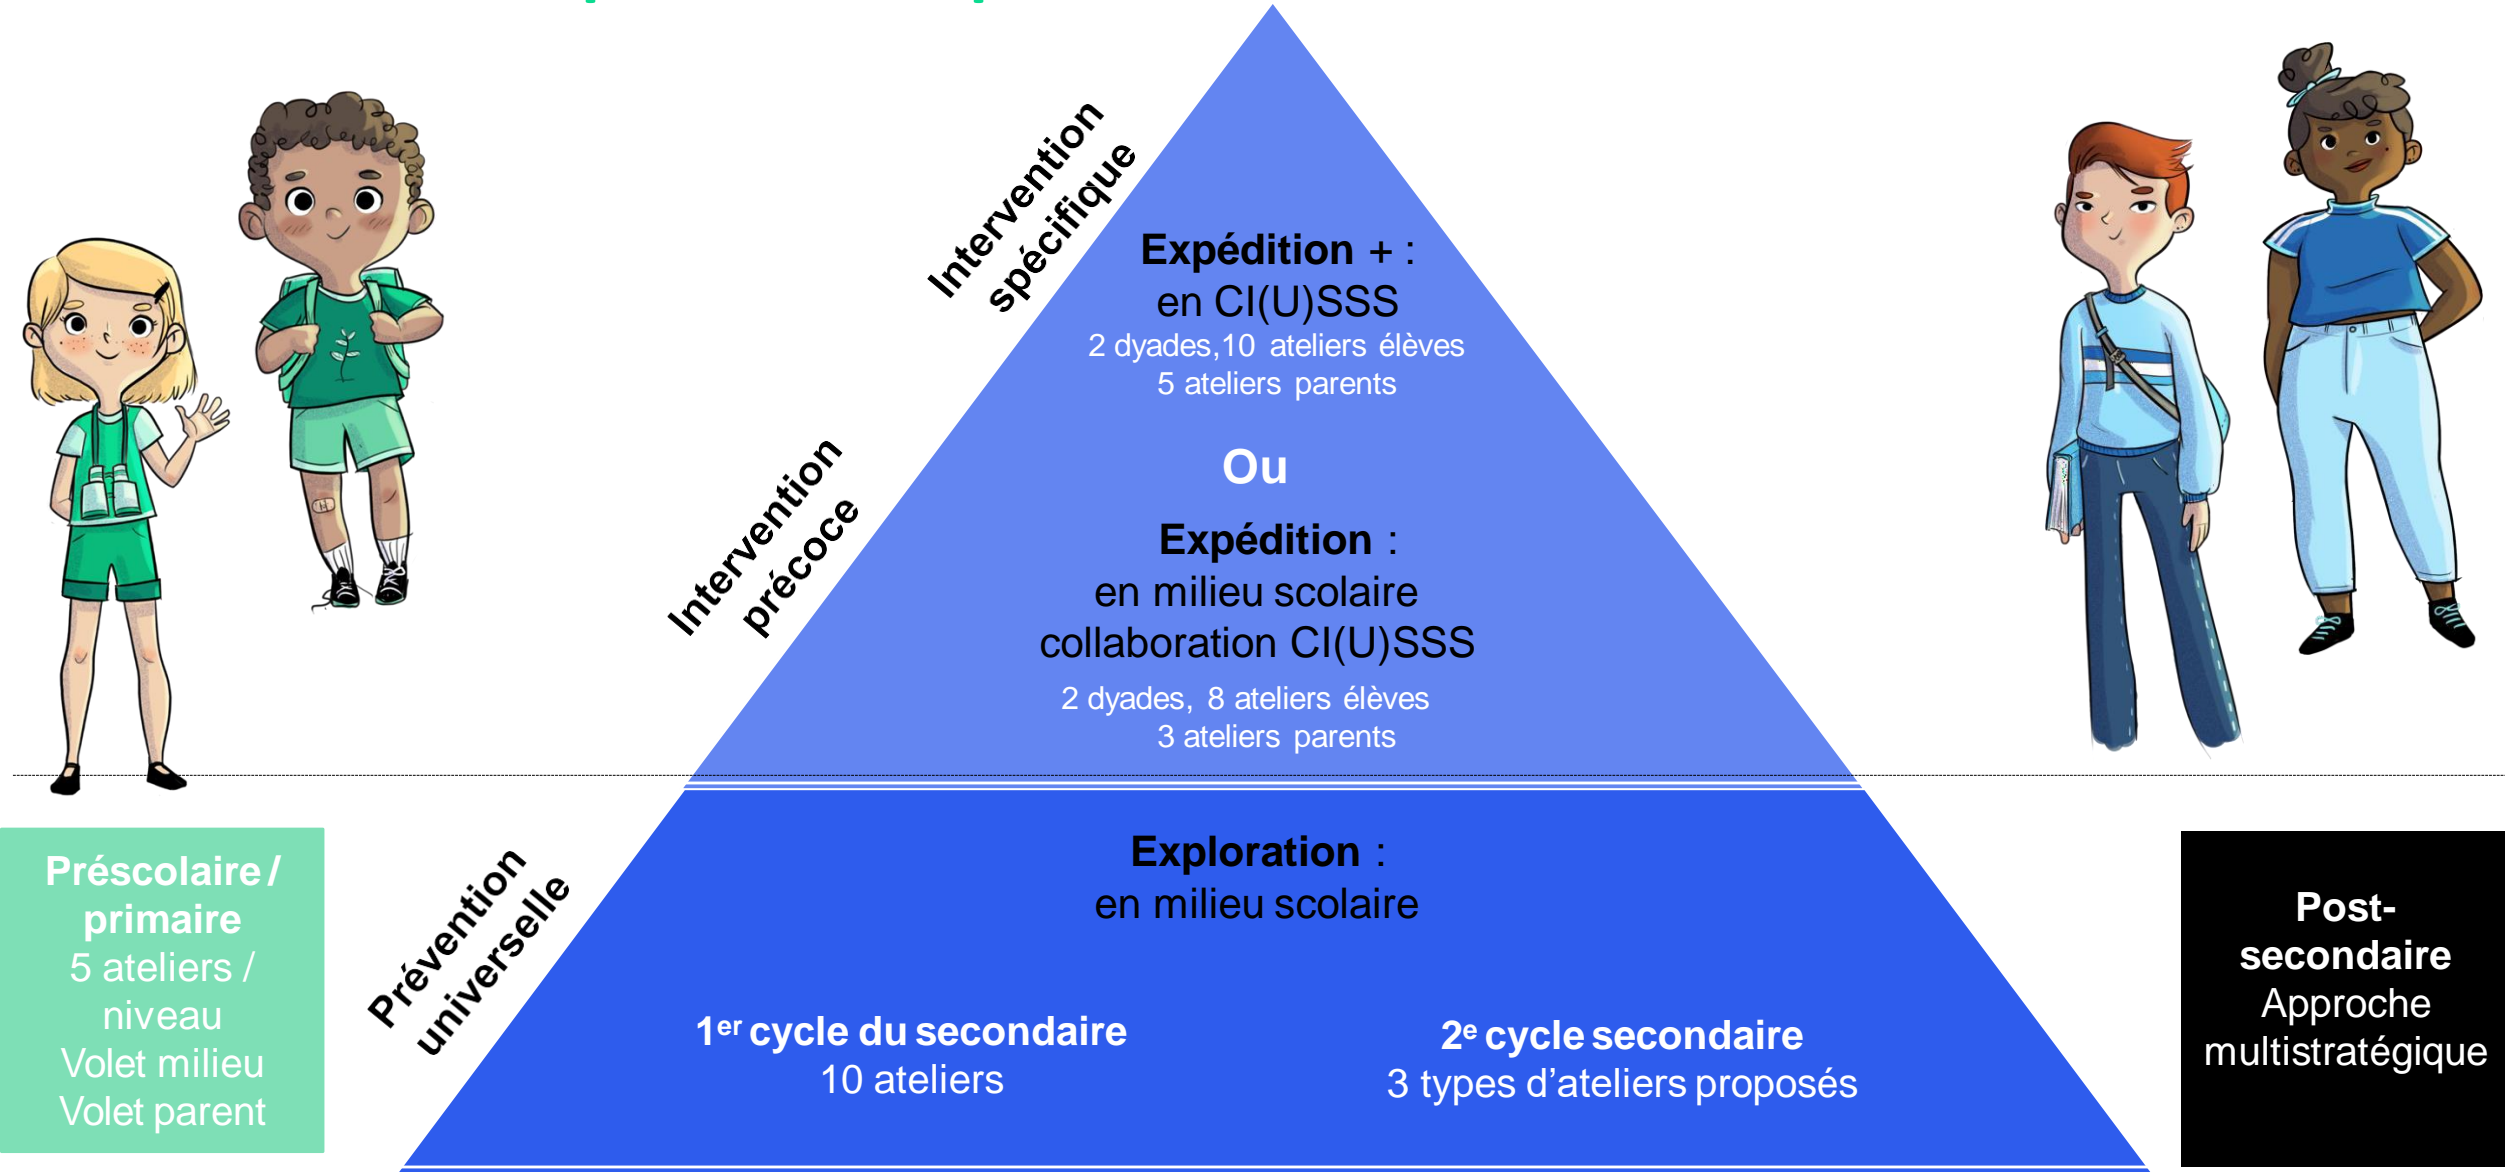 Intervention
spécifique
Expédition + :
en CI(U)SSS
2 dyades,10 ateliers élèves
5 ateliers parents
Ou
Intervention
précoce
Expédition :
en milieu scolaire
collaboration CI(U)SSS
2 dyades, 8 ateliers élèves
3 ateliers parents
Prévention
universelle
Exploration :
en milieu scolaire
1er cycle du secondaire
10 ateliers
2e cycle secondaire
3 types d’ateliers proposés
Préscolaire /
primaire
5 ateliers /
niveau
Volet milieu
Volet parent
Post-
secondaire
Approche
multistratégique